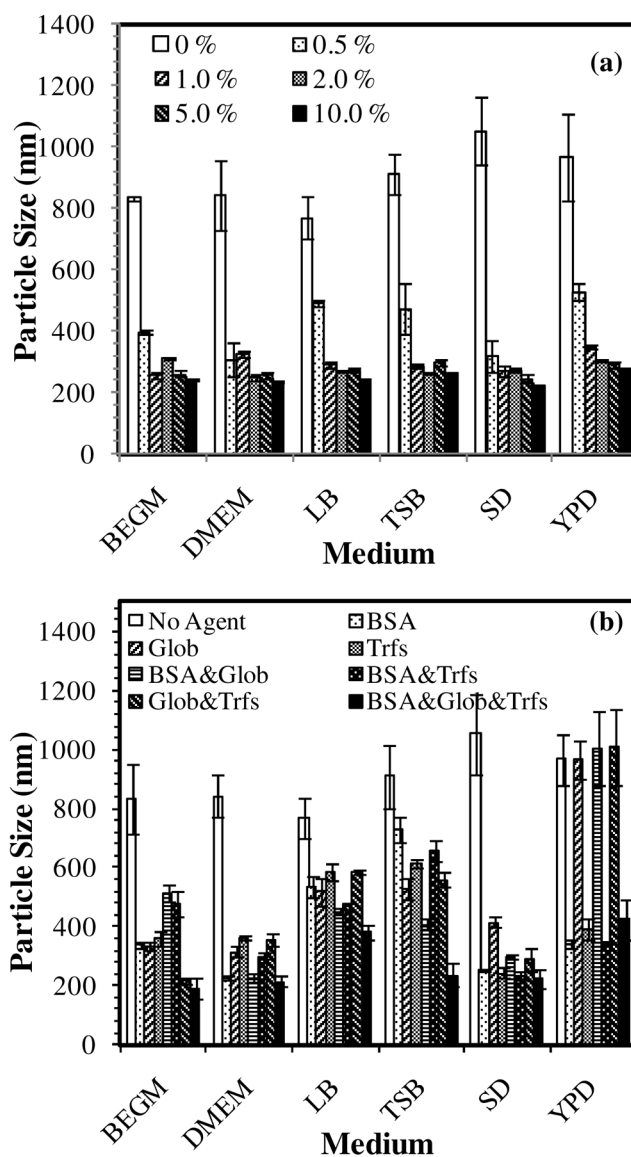 1400
1200
1000
800
600
400
200
0
Particle Size (nm)
(a)
0 % 0.5 %
1.0 % 2.0 %
5.0 % 10.0 %
BEGM DMEM LB TSB SD YPD
Medium
1400
1200
1000
800
600
400
200
0
Particle Size (nm)
(b)
No Agent BSA
Glob Trfs
BSA&Glob BSA&Trfs
Glob&Trfs BSA&Glob&Trfs
BEGM DMEM LB TSB SD YPD
Medium